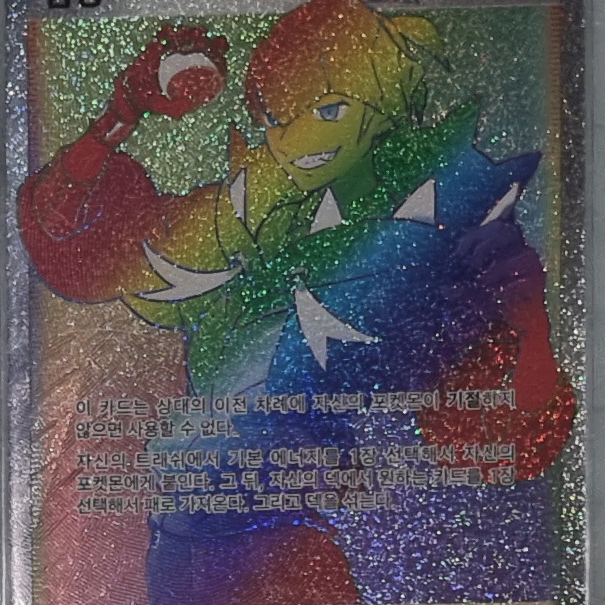 이 카드는 상대의 이전 차례에 자신의 포켓몬이 기절하지
않으면 사용할 수 없다.
자신의 트래쉬에서 기본 에너지를 1장 선택해서 자신의
포켓몬에게 붙인다. 그 뒤, 자신의 덱에서 원하는 카드를 1장
선택해서 패로 가져온다. 그리고 덱을 섞는다.